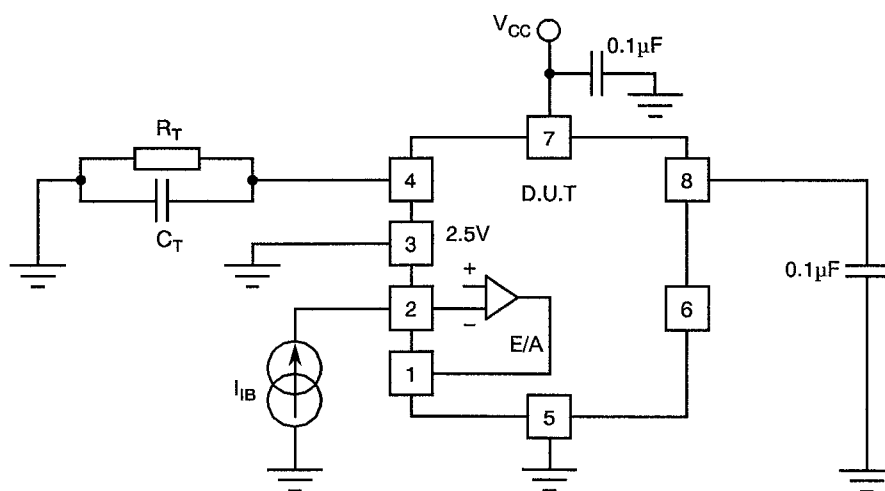 V_CC
0.1μF
R_T
7
4
8
D.U.T
C_T
3
2.5V
0.1μF
+
2
6
−
E/A
1
I_IB
5